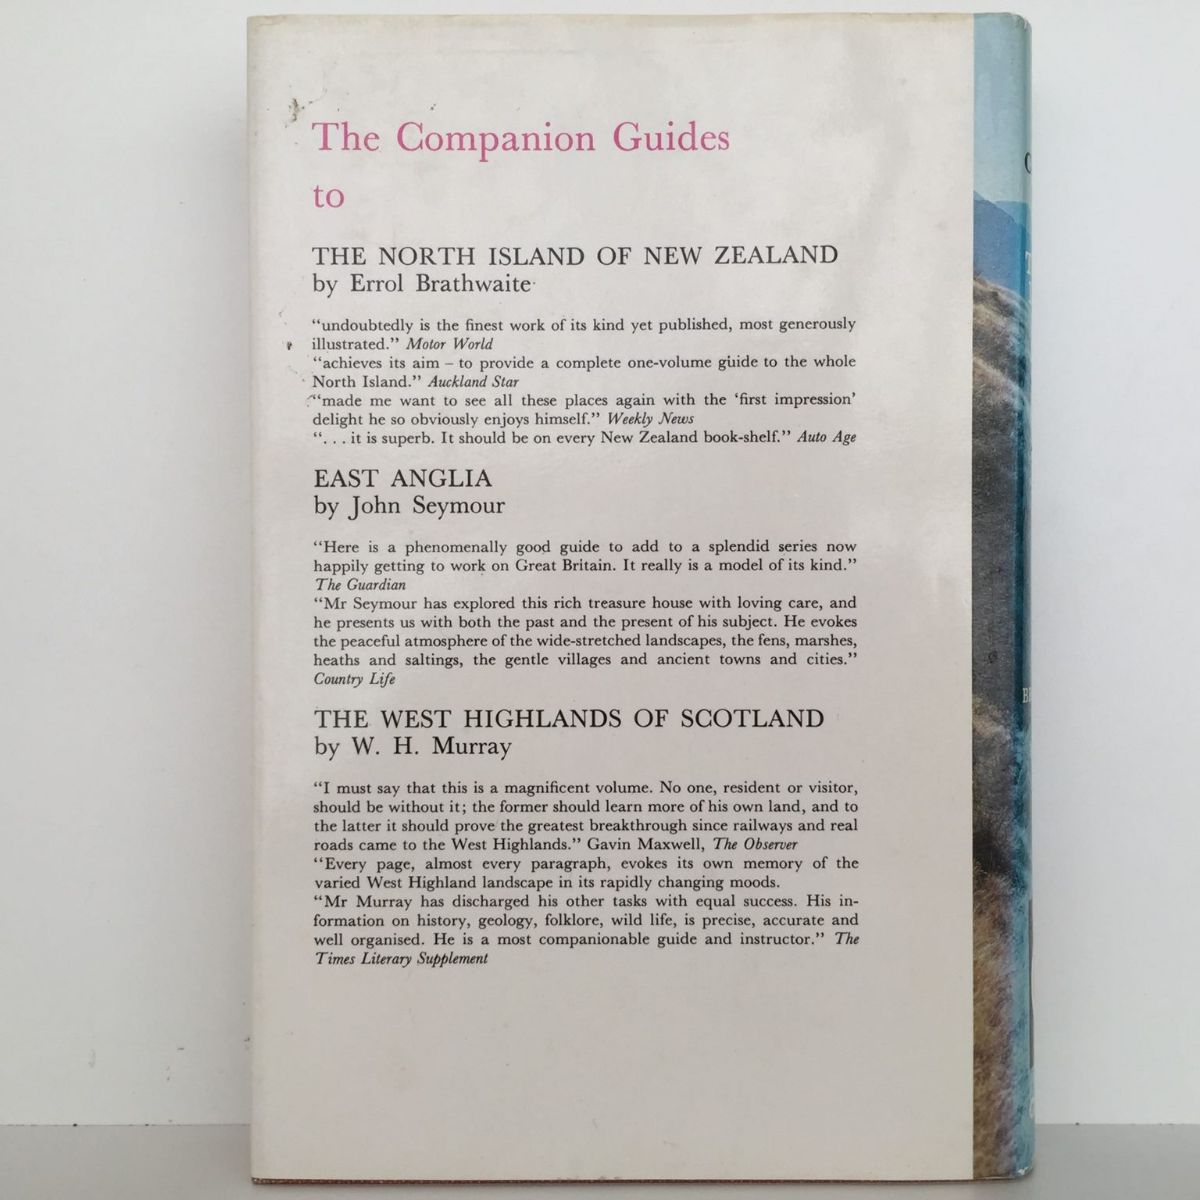 The Companion Guides
to
THE NORTH ISLAND OF NEW ZEALAND
by Errol Brathwaite
“undoubtedly is the finest work of its kind yet published, most generously
illustrated.” Motor World
“achieves its aim – to provide a complete one-volume guide to the whole
North Island.” Auckland Star
“made me want to see all these places again with the ‘first impression’
delight he so obviously enjoys himself.” Weekly News
“. . . it is superb. It should be on every New Zealand book-shelf.” Auto Age
EAST ANGLIA
by John Seymour
“Here is a phenomenally good guide to add to a splendid series now
happily getting to work on Great Britain. It really is a model of its kind.”
The Guardian
“Mr Seymour has explored this rich treasure house with loving care, and
he presents us with both the past and the present of his subject. He evokes
the peaceful atmosphere of the wide-stretched landscapes, the fens, marshes,
heaths and saltings, the gentle villages and ancient towns and cities.”
Country Life
THE WEST HIGHLANDS OF SCOTLAND
by W. H. Murray
“I must say that this is a magnificent volume. No one, resident or visitor,
should be without it; the former should learn more of his own land, and to
the latter it should prove the greatest breakthrough since railways and real
roads came to the West Highlands.” Gavin Maxwell, The Observer
“Every page, almost every paragraph, evokes its own memory of the
varied West Highland landscape in its rapidly changing moods.
“Mr Murray has discharged his other tasks with equal success. His in-
formation on history, geology, folklore, wild life, is precise, accurate and
well organised. He is a most companionable guide and instructor.” The
Times Literary Supplement